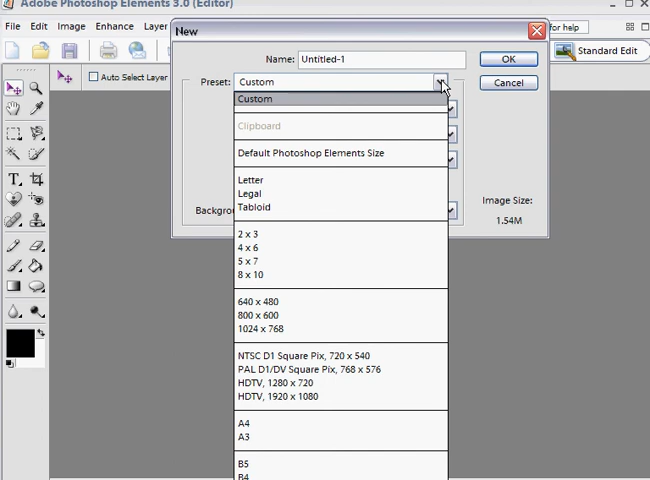 Adobe Photoshop Elements 3.0 (Editor)
File Edit Image Enhance Layer
for help
New
Name: Untitled-1
OK
Standard Edit
Auto Select Layer
Preset: Custom
Cancel
Custom
Clipboard
Default Photoshop Elements Size
Letter
Legal
Tabloid
Image Size:
Backgrou
1.54M
2 x 3
4 x 6
5 x 7
8 x 10
640 x 480
800 x 600
1024 x 768
NTSC D1 Square Pix, 720 x 540
PAL D1/DV Square Pix, 768 x 576
HDTV, 1280 x 720
HDTV, 1920 x 1080
A4
A3
B5
B4